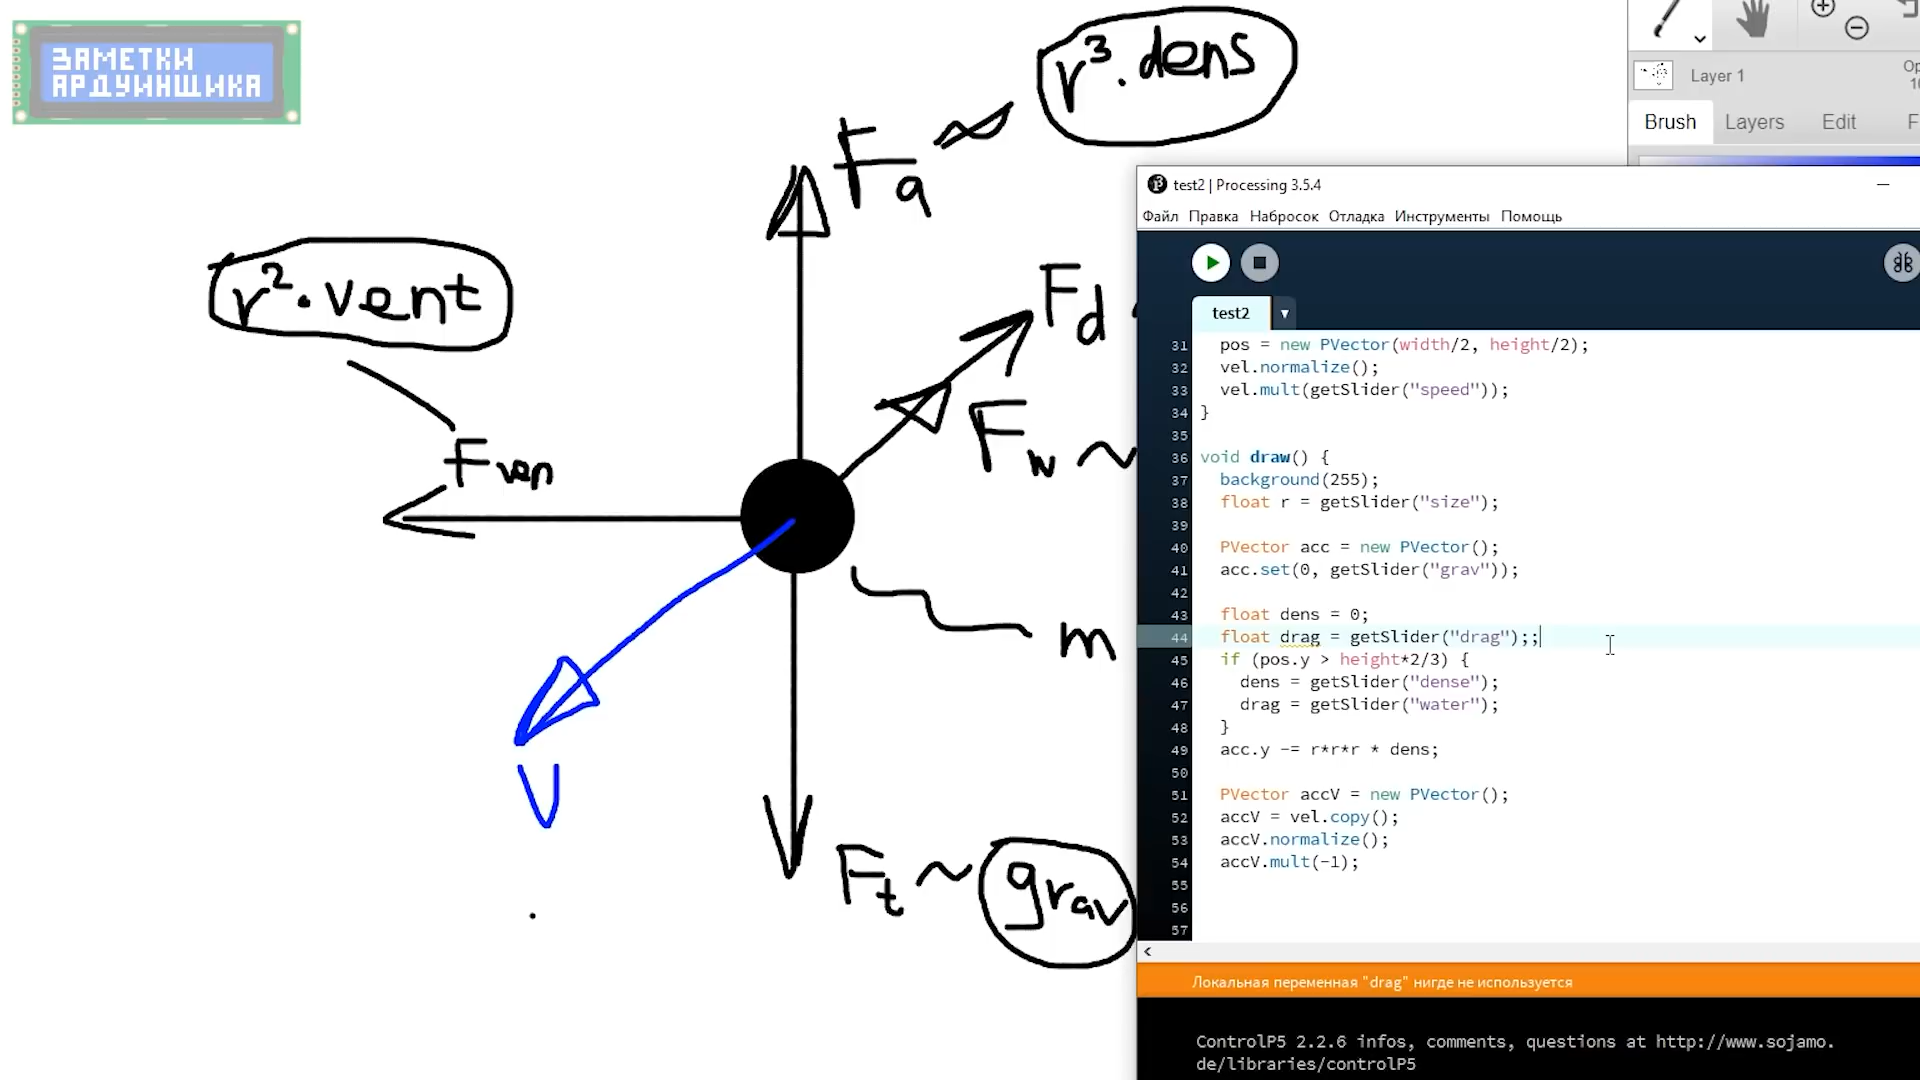 ЗАМЕТКИ
АРДУИНЩИКА
r³·dens
Fa
r²·vent
Fven
Fd
Fw ~
m
V
Ft ~ grav
Layer 1
Brush Layers Edit
test2 | Processing 3.5.4
Файл Правка Набросок Отладка Инструменты Помощь
test2
31 pos = new PVector(width/2, height/2);
32 vel.normalize();
33 vel.mult(getSlider("speed"));
34 }
35
36 void draw() {
37 background(255);
38 float r = getSlider("size");
39
40 PVector acc = new PVector();
41 acc.set(0, getSlider("grav"));
42
43 float dens = 0;
44 float drag = getSlider("drag");;
45 if (pos.y > height*2/3) {
46 dens = getSlider("dense");
47 drag = getSlider("water");
48 }
49 acc.y -= r*r*r * dens;
50
51 PVector accV = new PVector();
52 accV = vel.copy();
53 accV.normalize();
54 accV.mult(-1);
55
56
57
Локальная переменная "drag" нигде не используется
ControlP5 2.2.6 infos, comments, questions at http://www.sojamo.
de/libraries/controlP5